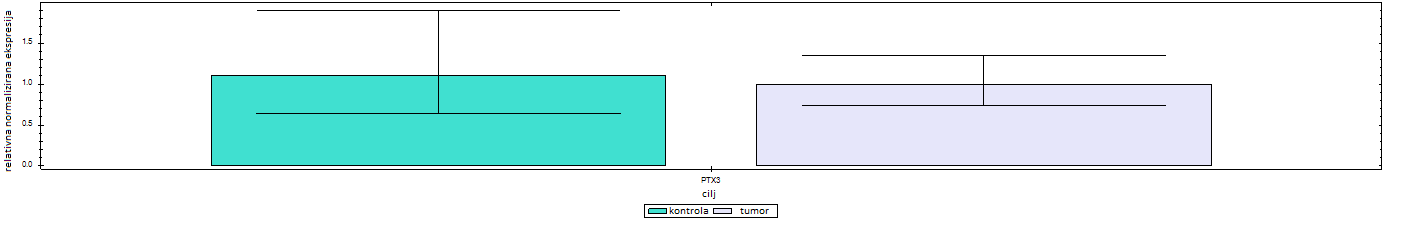 relativna normalizirana ekspresija
1.5
1.0
0.5
0.0
PTX3
cilj
kontrola tumor